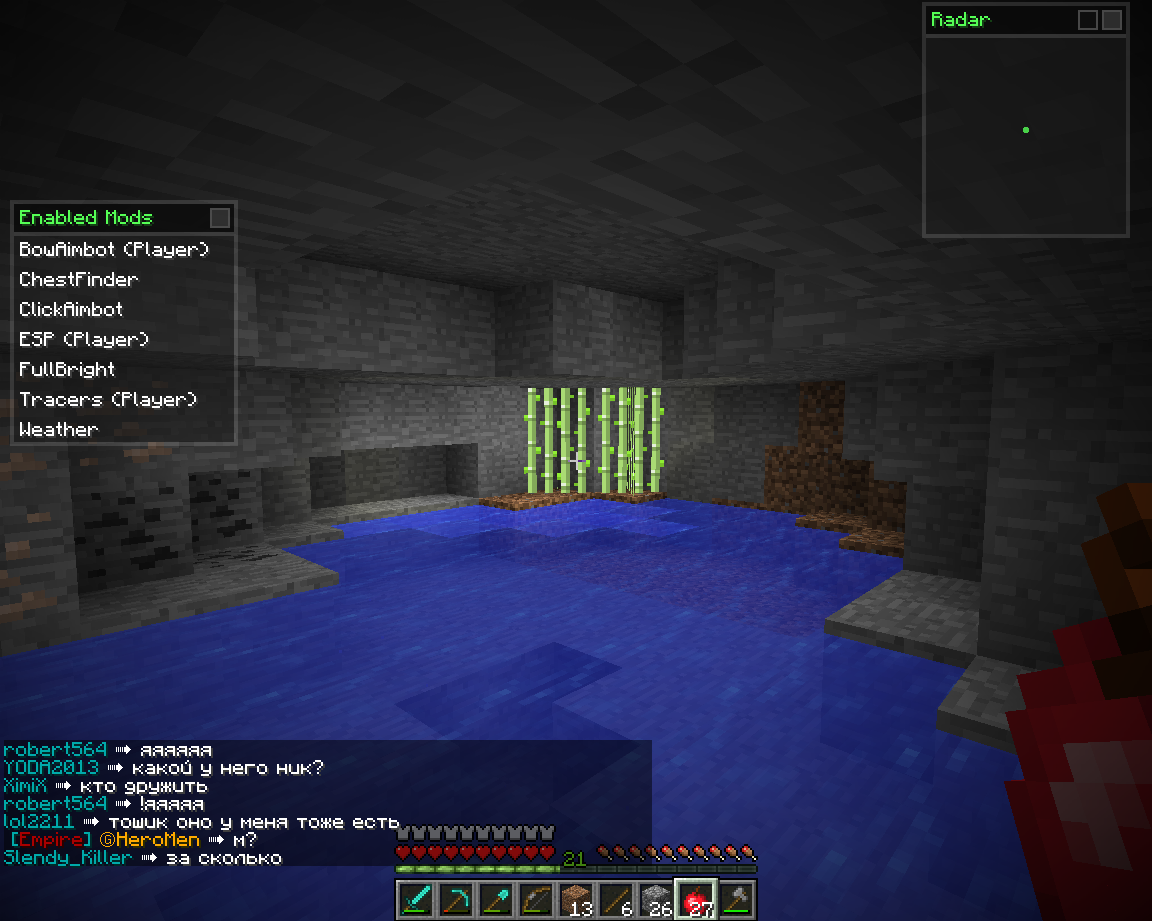 Radar
Enabled Mods
BowAimbot (Player)
ChestFinder
ClickAimbot
ESP (Player)
FullBright
Tracers (Player)
Weather
robert564 ➟ яяяяяя
YODA2013 ➟ какой у него ник?
XimiX ➟ кто дружить
robert564 ➟ !яяяяя
lol2211 ➟ тошик оно у меня тоже есть
[Empire] ⒼHeroMen ➟ м?
Slendy_Killer ➟ за сколько
21
13 6 26 27